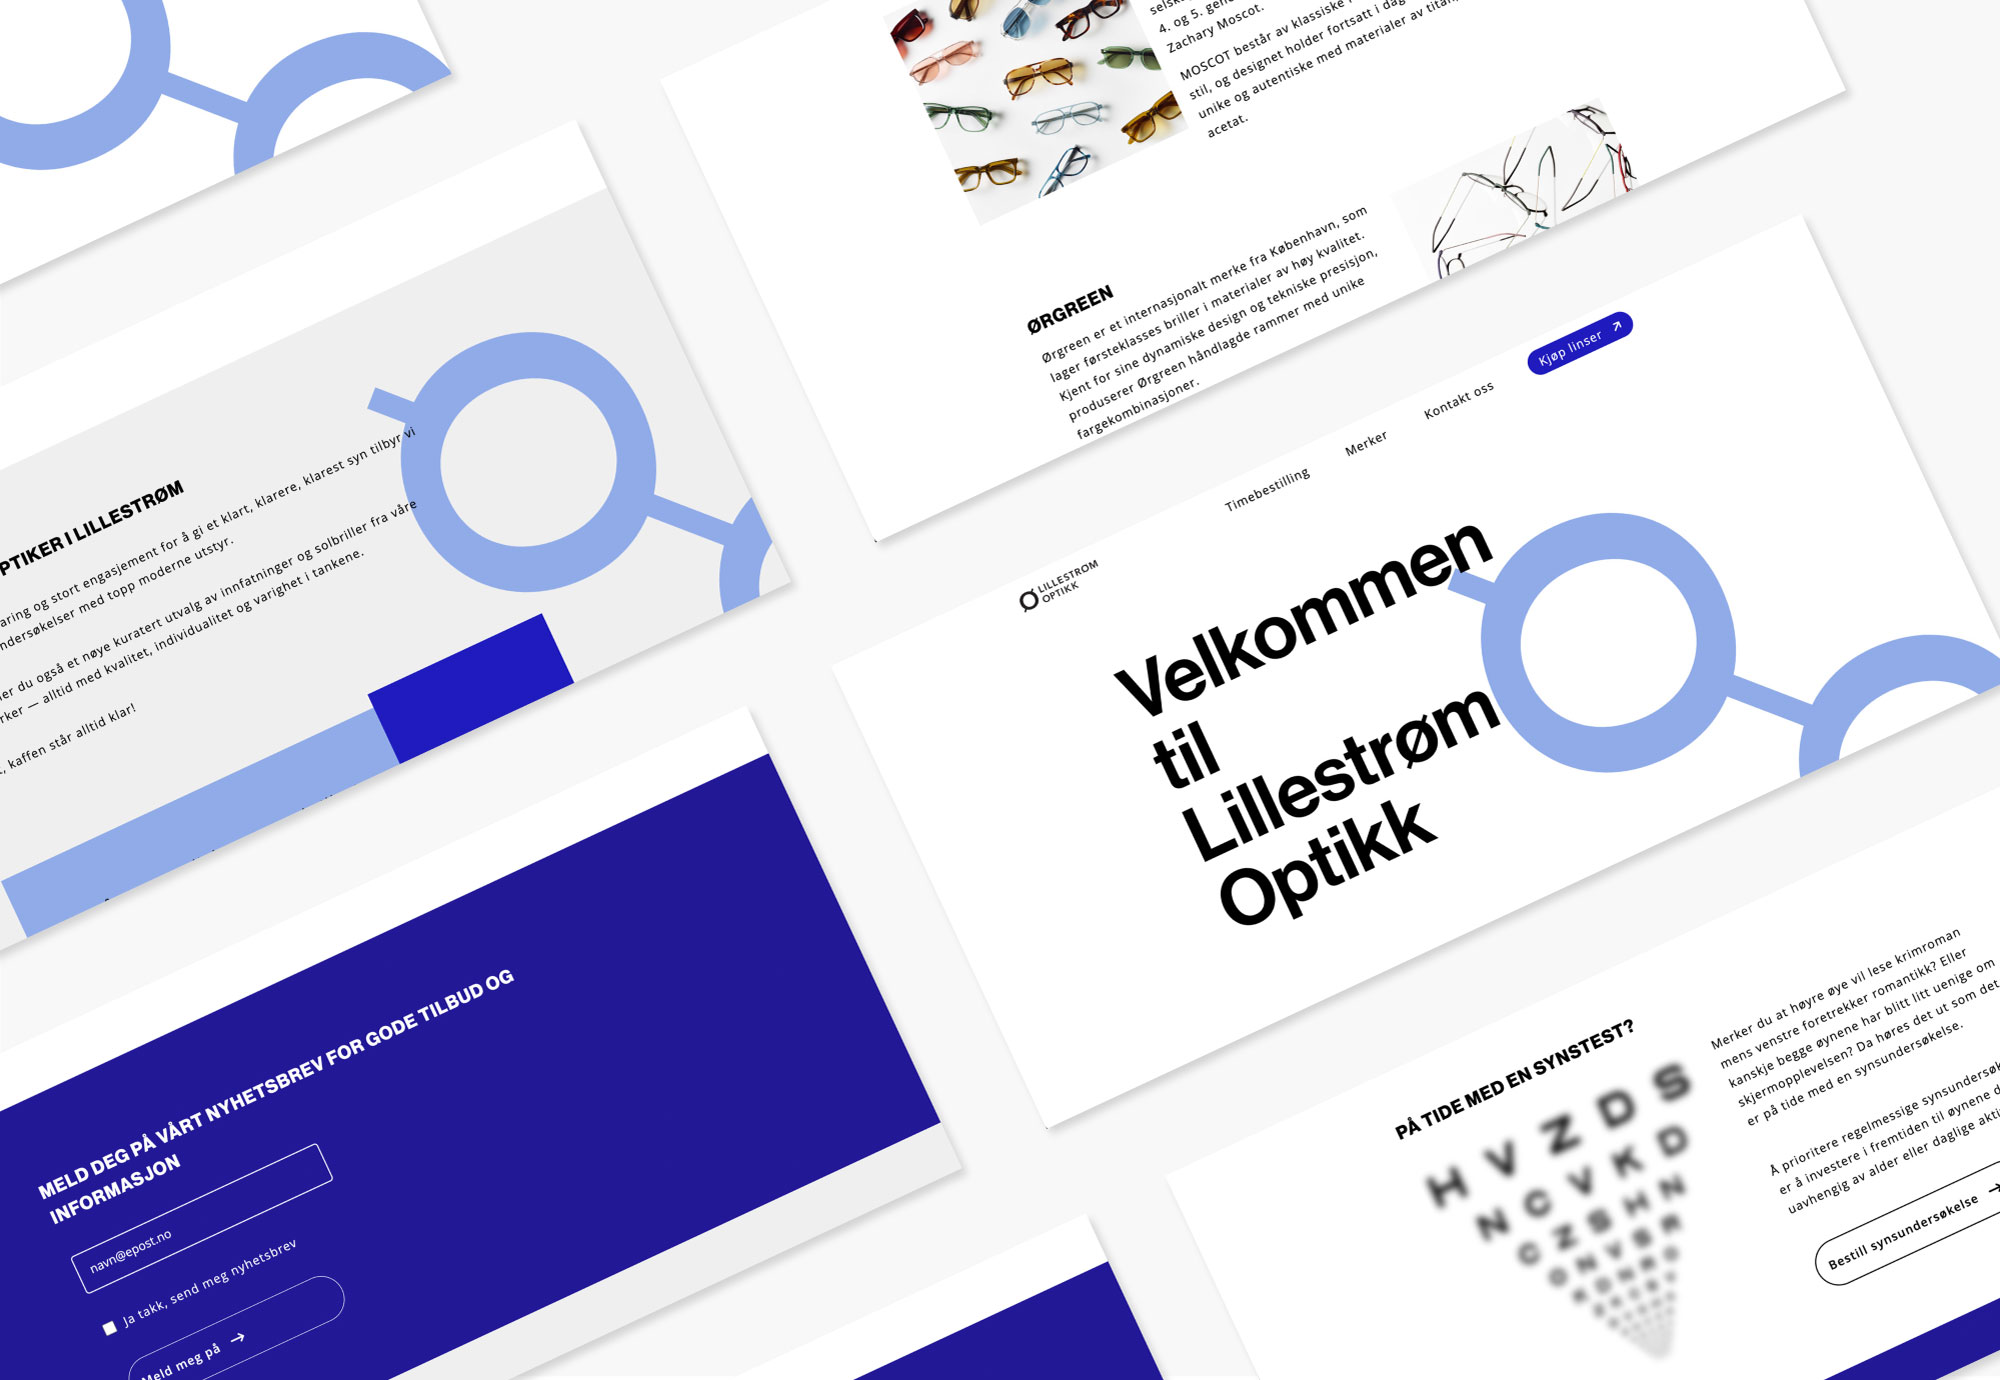 4. og 5. gene
Zachary Moscot.
MOSCOT består av klassiske
stil, og designet holder fortsatt i dag
unike og autentiske med materialer av titan,
acetat.
ØRGREEN
Ørgreen er et internasjonalt merke fra København, som
lager førsteklasses briller i materialer av høy kvalitet.
Kjent for sine dynamiske design og tekniske presisjon,
produserer Ørgreen håndlagde rammer med unike
fargekombinasjoner.
PTIKER I LILLESTRØM
aring og stort engasjement for å gi et klart, klarere, klarest syn tilbyr vi
ndersøkelser med topp moderne utstyr.
er du også et nøye kuratert utvalg av innfatninger og solbriller fra våre
rker — alltid med kvalitet, individualitet og varighet i tankene.
, kaffen står alltid klar!
LILLESTRØM
OPTIKK
Timebestilling
Merker
Kontakt oss
Kjøp linser
Velkommen
til
Lillestrøm
Optikk
MELD DEG PÅ VÅRT NYHETSBREV FOR GODE TILBUD OG
INFORMASJON
navn@epost.no
Ja takk, send meg nyhetsbrev
Meld meg på →
PÅ TIDE MED EN SYNSTEST?
H V Z D S
N C V K D
C Z S H N
O N V S R
K D N R O
Merker du at høyre øye vil lese krimroman
mens venstre foretrekker romantikk? Eller
kanskje begge øynene har blitt litt uenige om
skjermopplevelsen? Da høres det ut som det
er på tide med en synsundersøkelse.
Å prioritere regelmessige synsundersøk
er å investere i fremtiden til øynene d
uavhengig av alder eller daglige akti
Bestill synsundersøkelse →